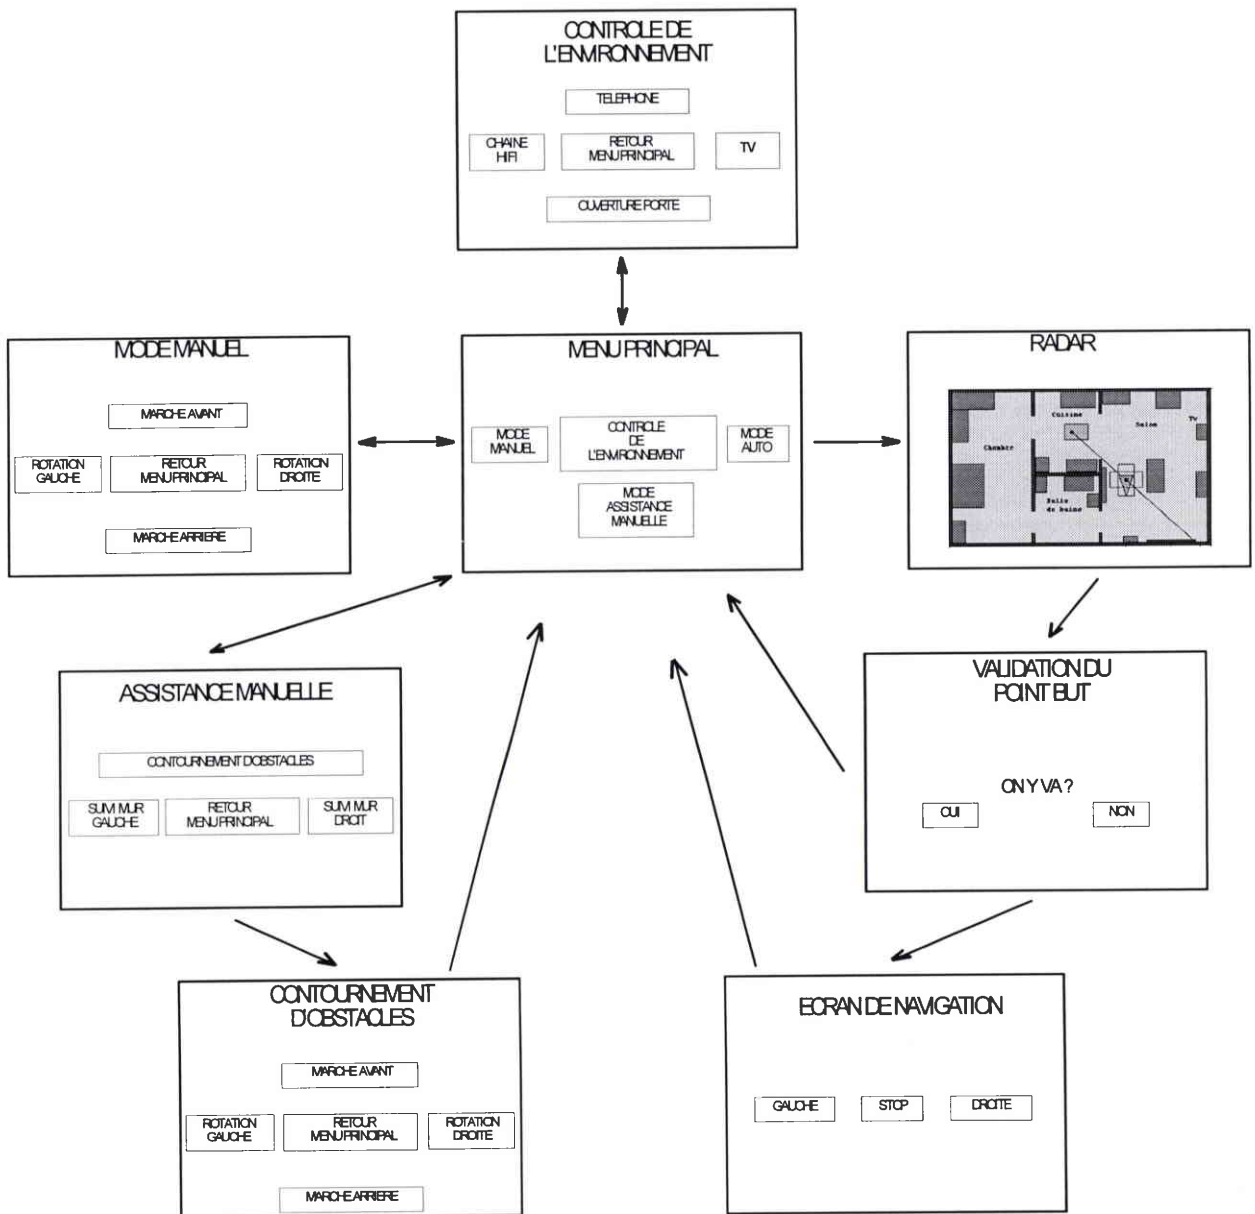 CONTROLE DE
L'ENVIRONNEMENT
TELEPHONE
CHAINE
HIFI
RETOUR
MENU PRINCIPAL
TV
OUVERTURE PORTE
MODE MANUEL
MARCHE AVANT
ROTATION
GAUCHE
RETOUR
MENU PRINCIPAL
ROTATION
DROITE
MARCHE ARRIERE
MENU PRINCIPAL
MODE
MANUEL
CONTROLE
DE
L'ENVIRONNEMENT
MODE
AUTO
MODE
ASSISTANCE
MANUELLE
RADAR
Cuisine
Salon
TV
Chambre
Salle
de bains
ASSISTANCE MANUELLE
CONTOURNEMENT D'OBSTACLES
SUIVI MUR
GAUCHE
RETOUR
MENU PRINCIPAL
SUIVI MUR
DROIT
VALIDATION DU
POINT BUT
ON Y VA ?
OUI
NON
CONTOURNEMENT
D'OBSTACLES
MARCHE AVANT
ROTATION
GAUCHE
RETOUR
MENU PRINCIPAL
ROTATION
DROITE
MARCHE ARRIERE
ECRAN DE NAVIGATION
GAUCHE
STOP
DROITE